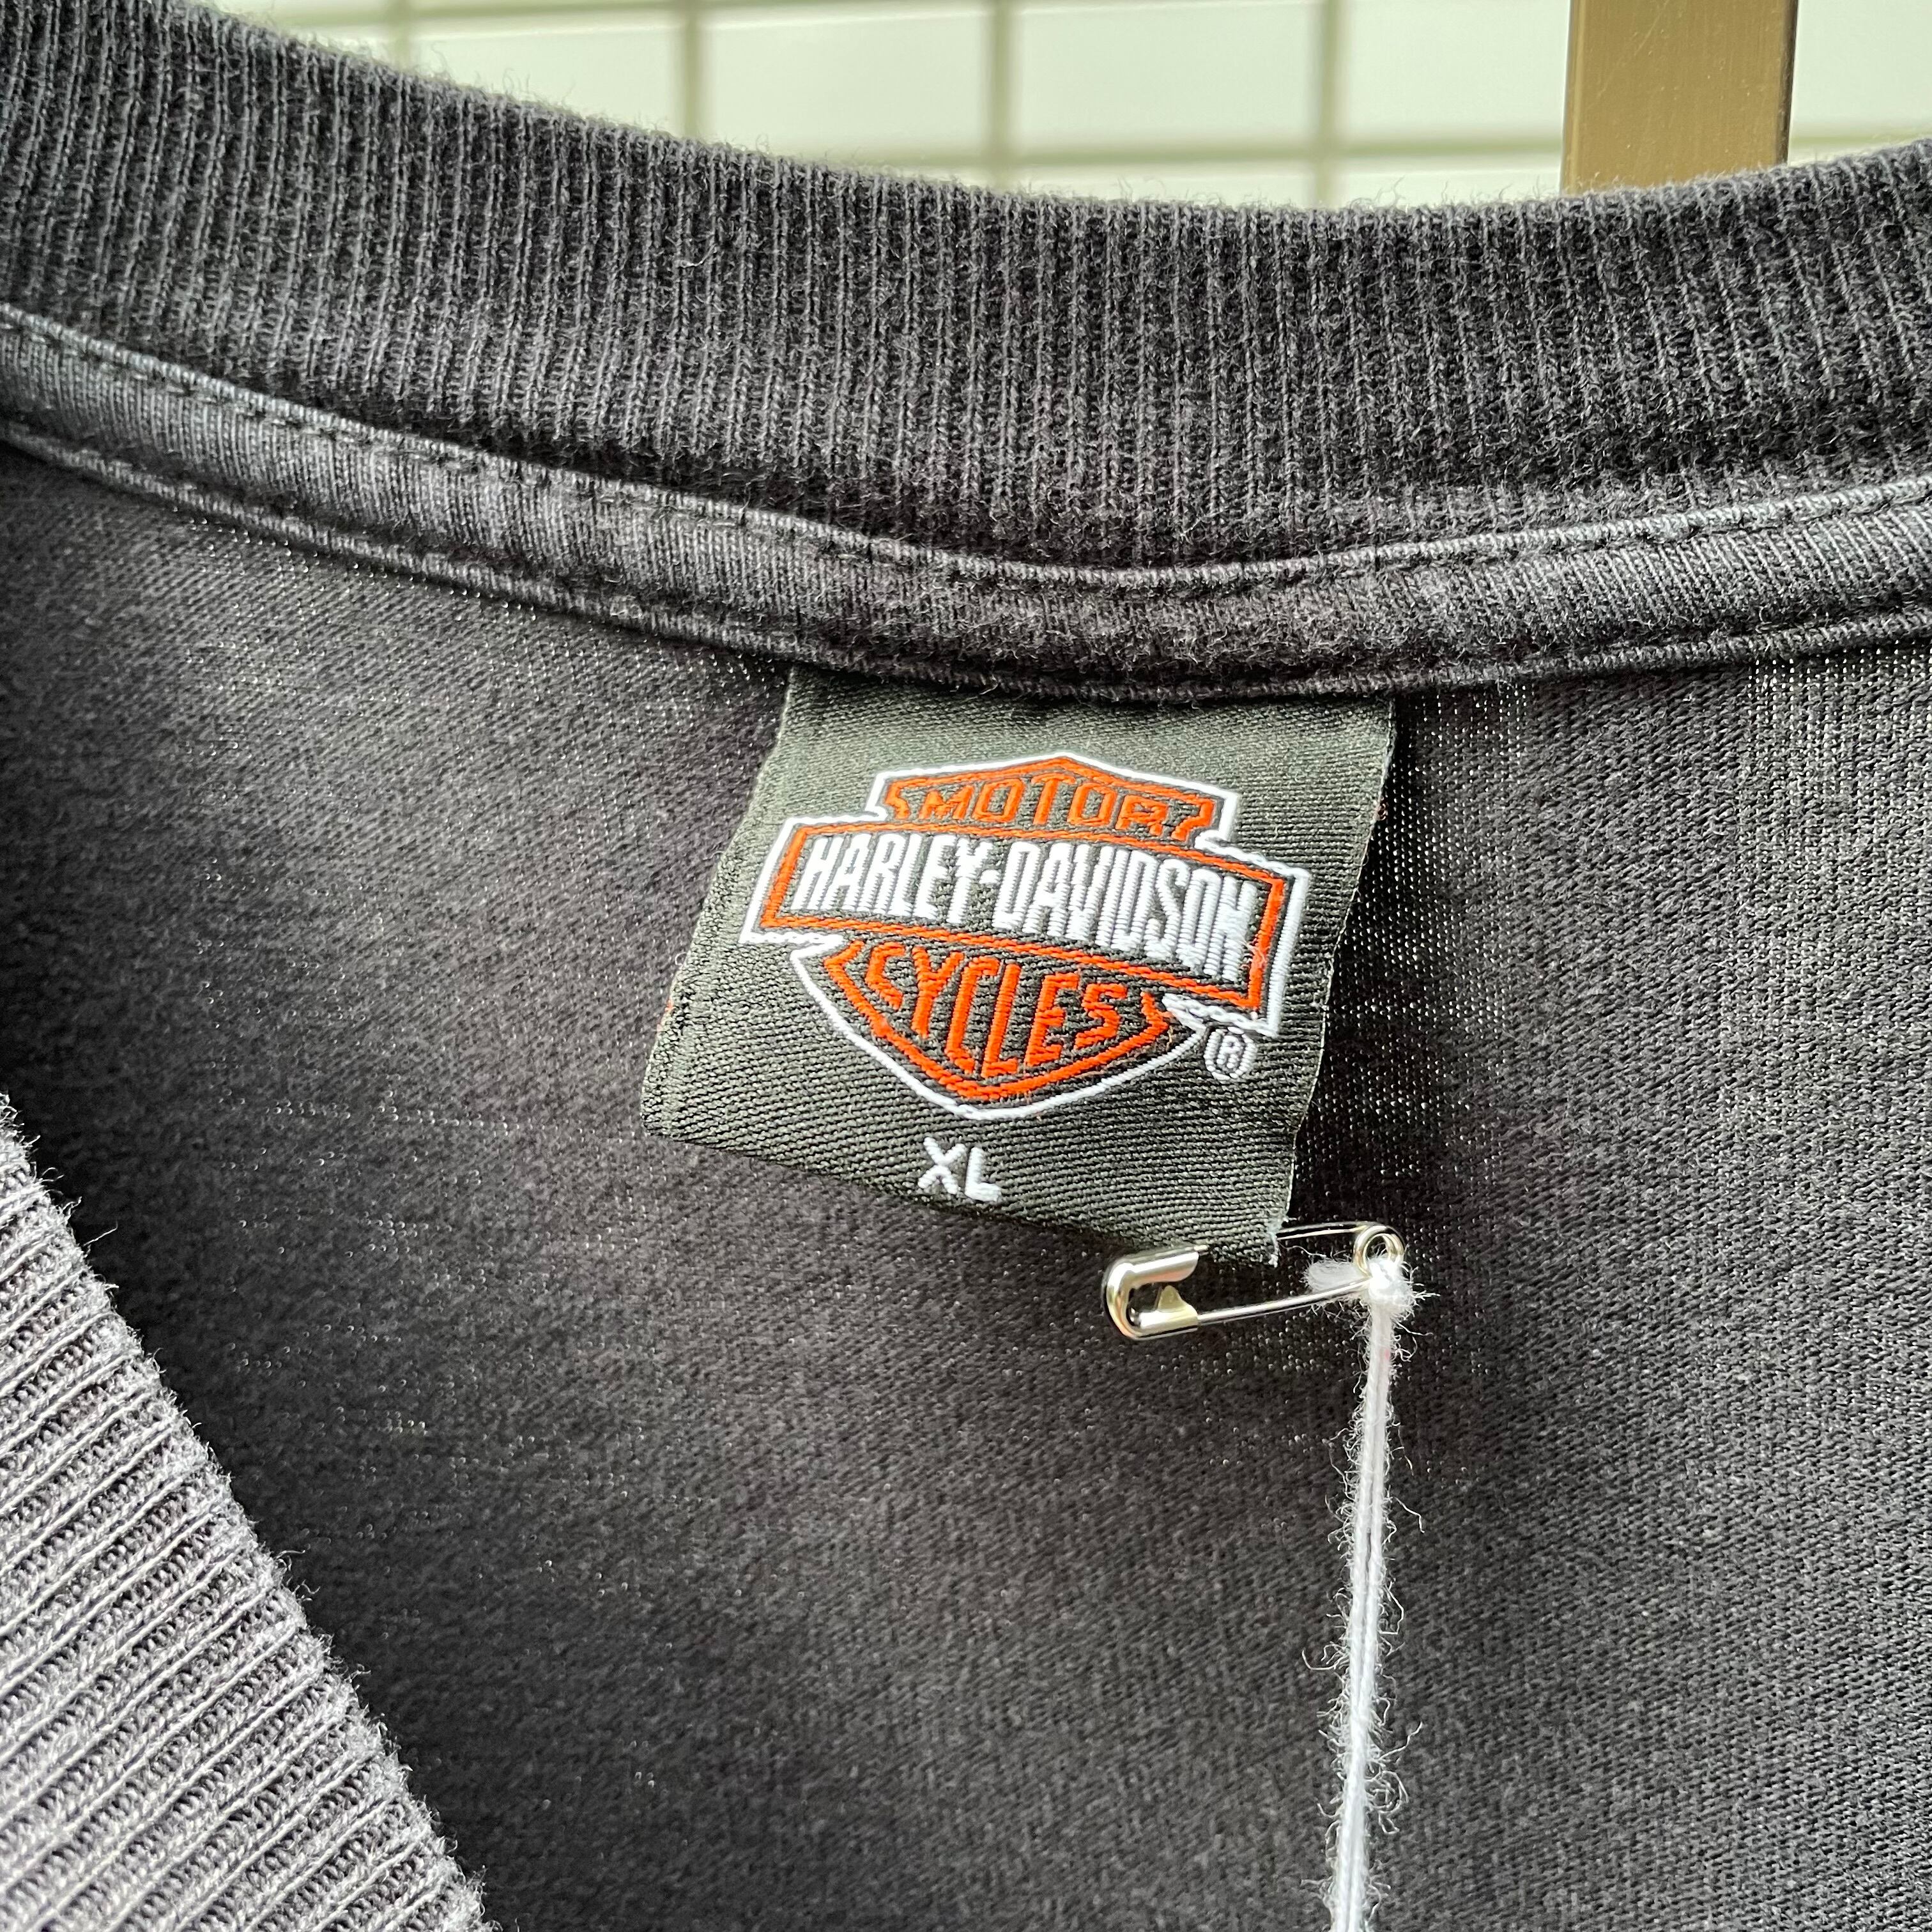 MOTOR
HARLEY-DAVIDSON
CYCLES
®
XL